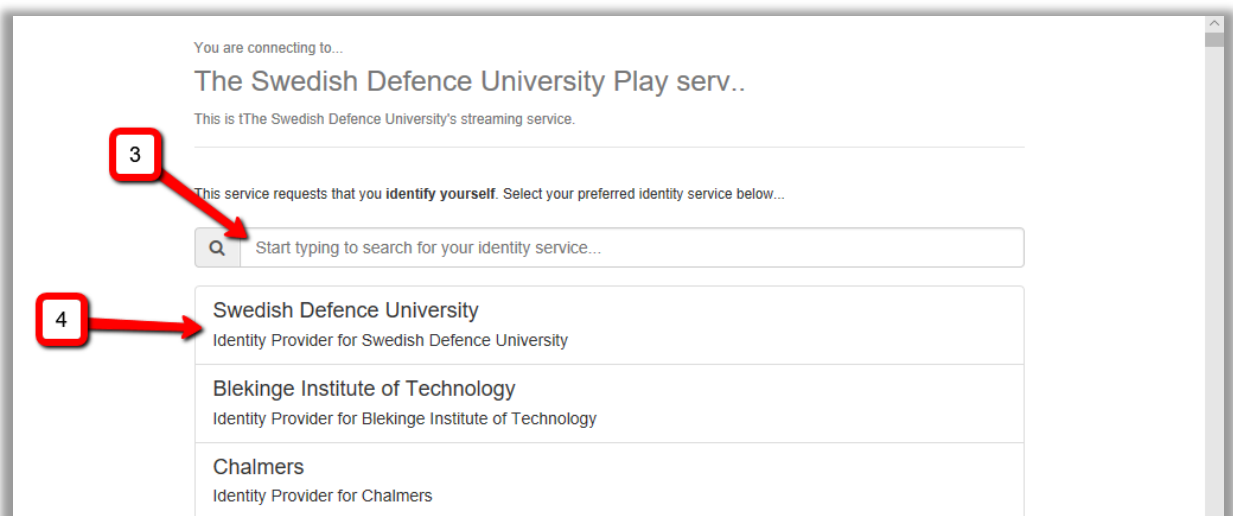 You are connecting to...
The Swedish Defence University Play serv..
This is tThe Swedish Defence University's streaming service.
3
This service requests that you identify yourself. Select your preferred identity service below...
Start typing to search for your identity service...
4
Swedish Defence University
Identity Provider for Swedish Defence University
Blekinge Institute of Technology
Identity Provider for Blekinge Institute of Technology
Chalmers
Identity Provider for Chalmers